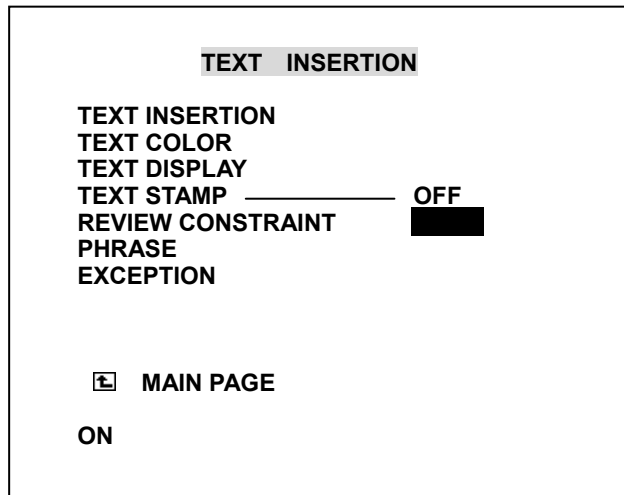 TEXT INSERTION
TEXT INSERTION
TEXT COLOR
TEXT DISPLAY
TEXT STAMP OFF
REVIEW CONSTRAINT
PHRASE
EXCEPTION
MAIN PAGE
ON